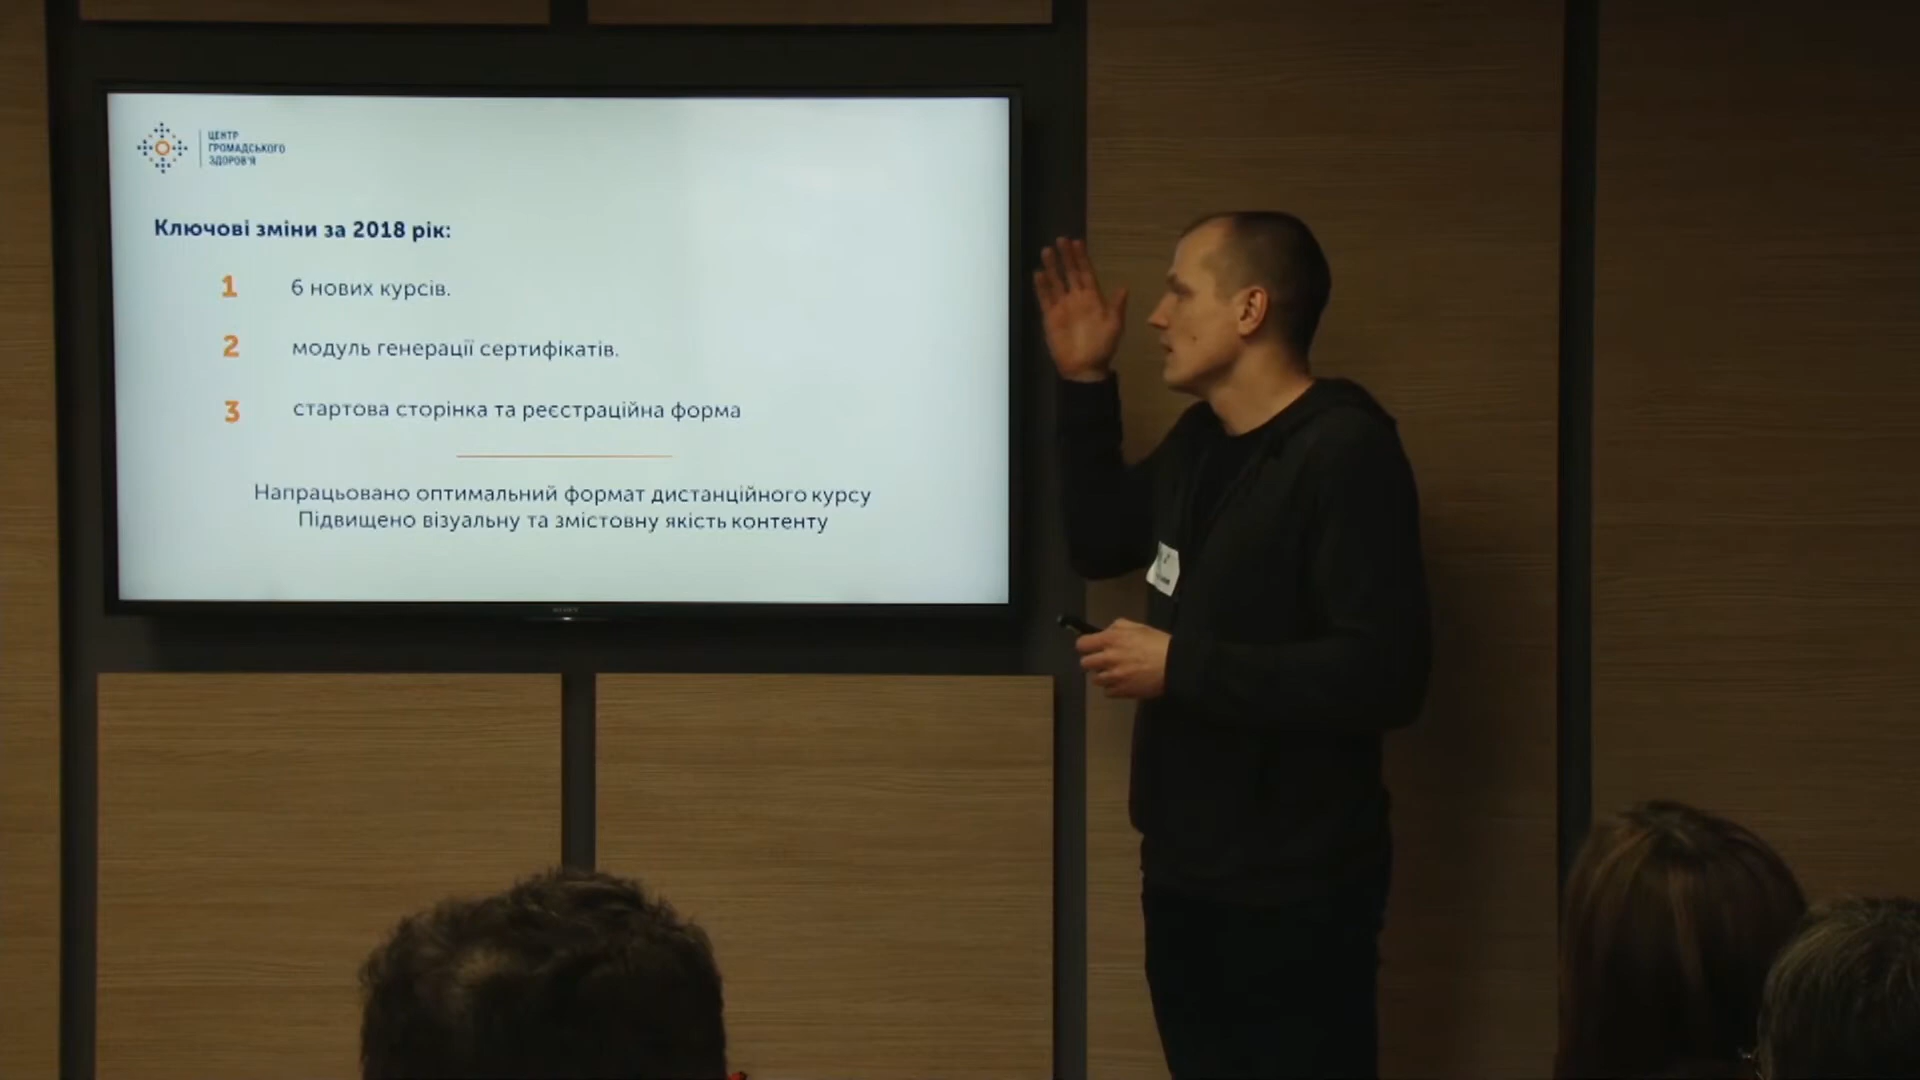 ЦЕНТР
ГРОМАДСЬКОГО
ЗДОРОВ'Я
Ключові зміни за 2018 рік:
1 6 нових курсів.
2 модуль генерації сертифікатів.
3 стартова сторінка та реєстраційна форма
Напрацьовано оптимальний формат дистанційного курсу
Підвищено візуальну та змістовну якість контенту
SONY